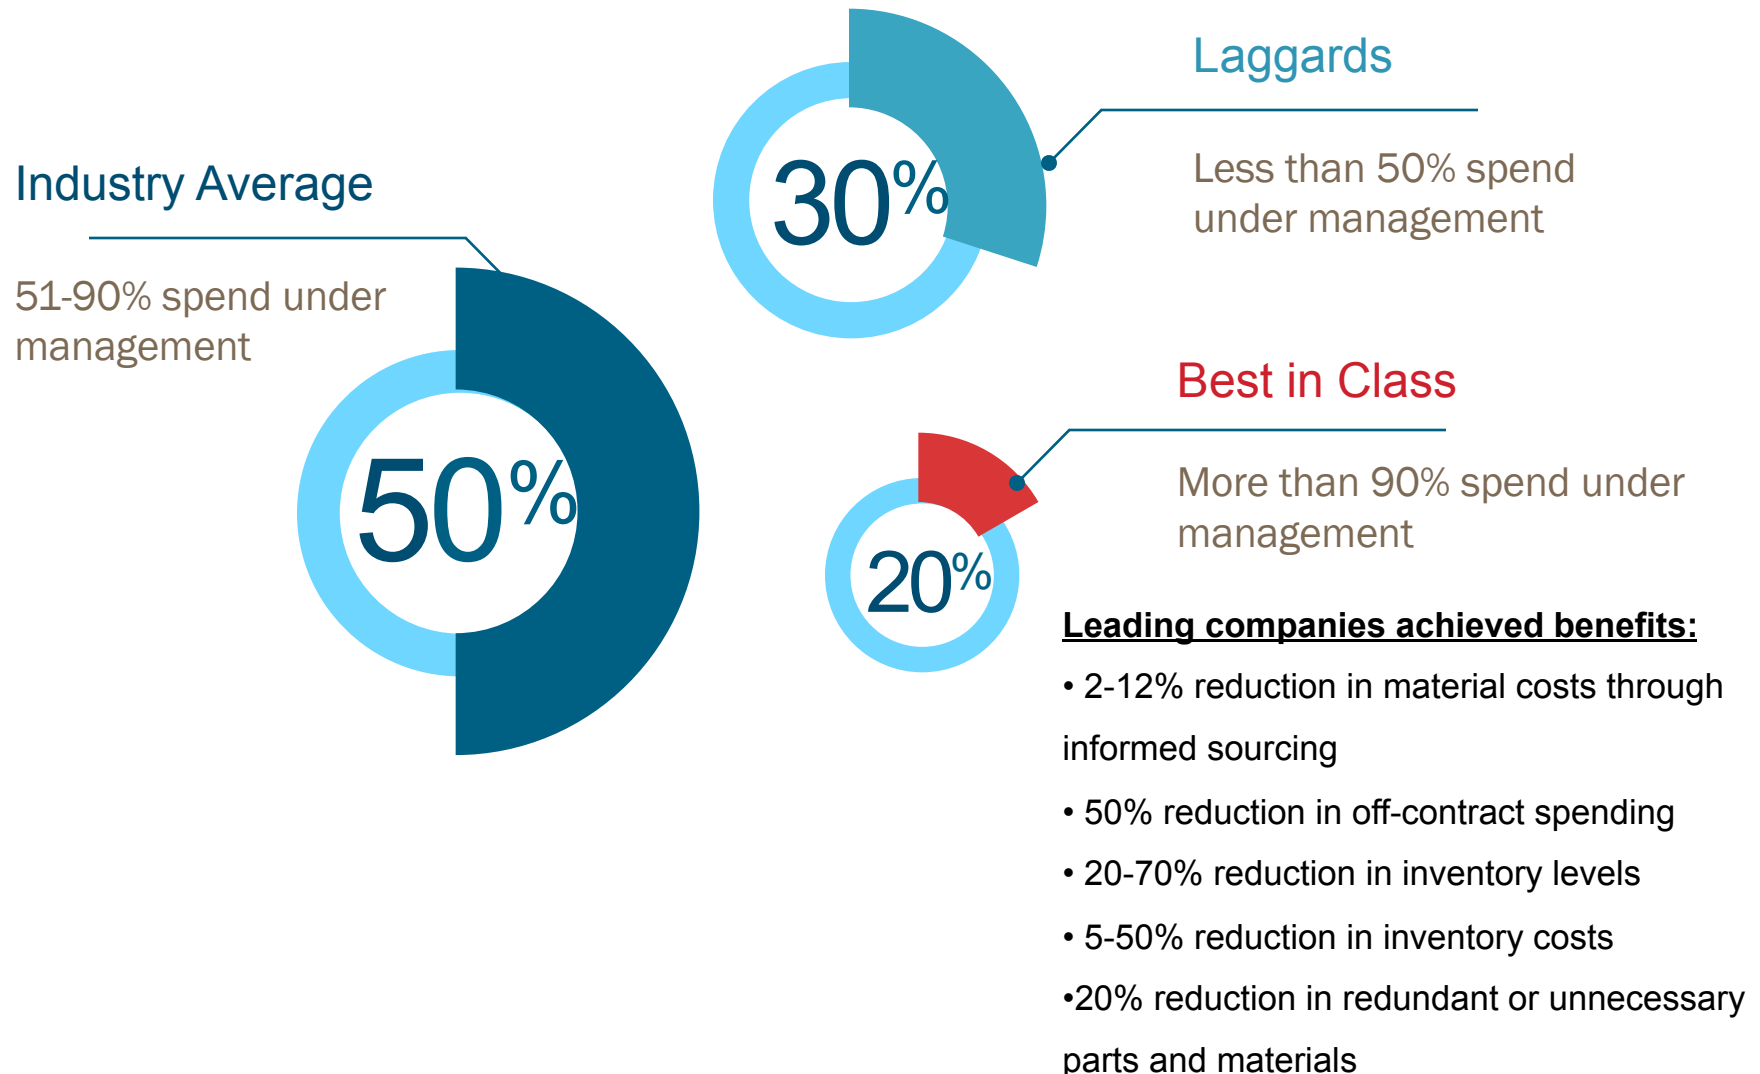 Industry Average
51-90% spend under
management
50%
Laggards
Less than 50% spend
under management
30%
Best in Class
More than 90% spend under
management
20%
Leading companies achieved benefits:
• 2-12% reduction in material costs through
informed sourcing
• 50% reduction in off-contract spending
• 20-70% reduction in inventory levels
• 5-50% reduction in inventory costs
•20% reduction in redundant or unnecessary
parts and materials